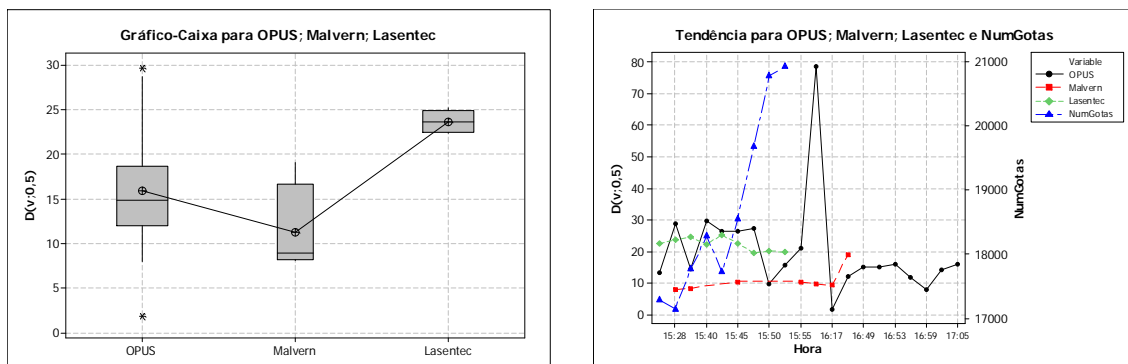 Gráfico-Caixa para OPUS; Malvern; Lasentec
30
25
20
15
10
5
0
D(v;0,5)
OPUS
Malvern
Lasentec
Tendência para OPUS; Malvern; Lasentec e NumGotas
80
70
60
50
40
30
20
10
0
D(v;0,5)
15:28
15:40
15:45
15:50
15:55
16:17
16:49
16:53
16:59
17:05
Hora
21000
20000
19000
18000
17000
NumGotas
Variable
OPUS
Malvern
Lasentec
NumGotas